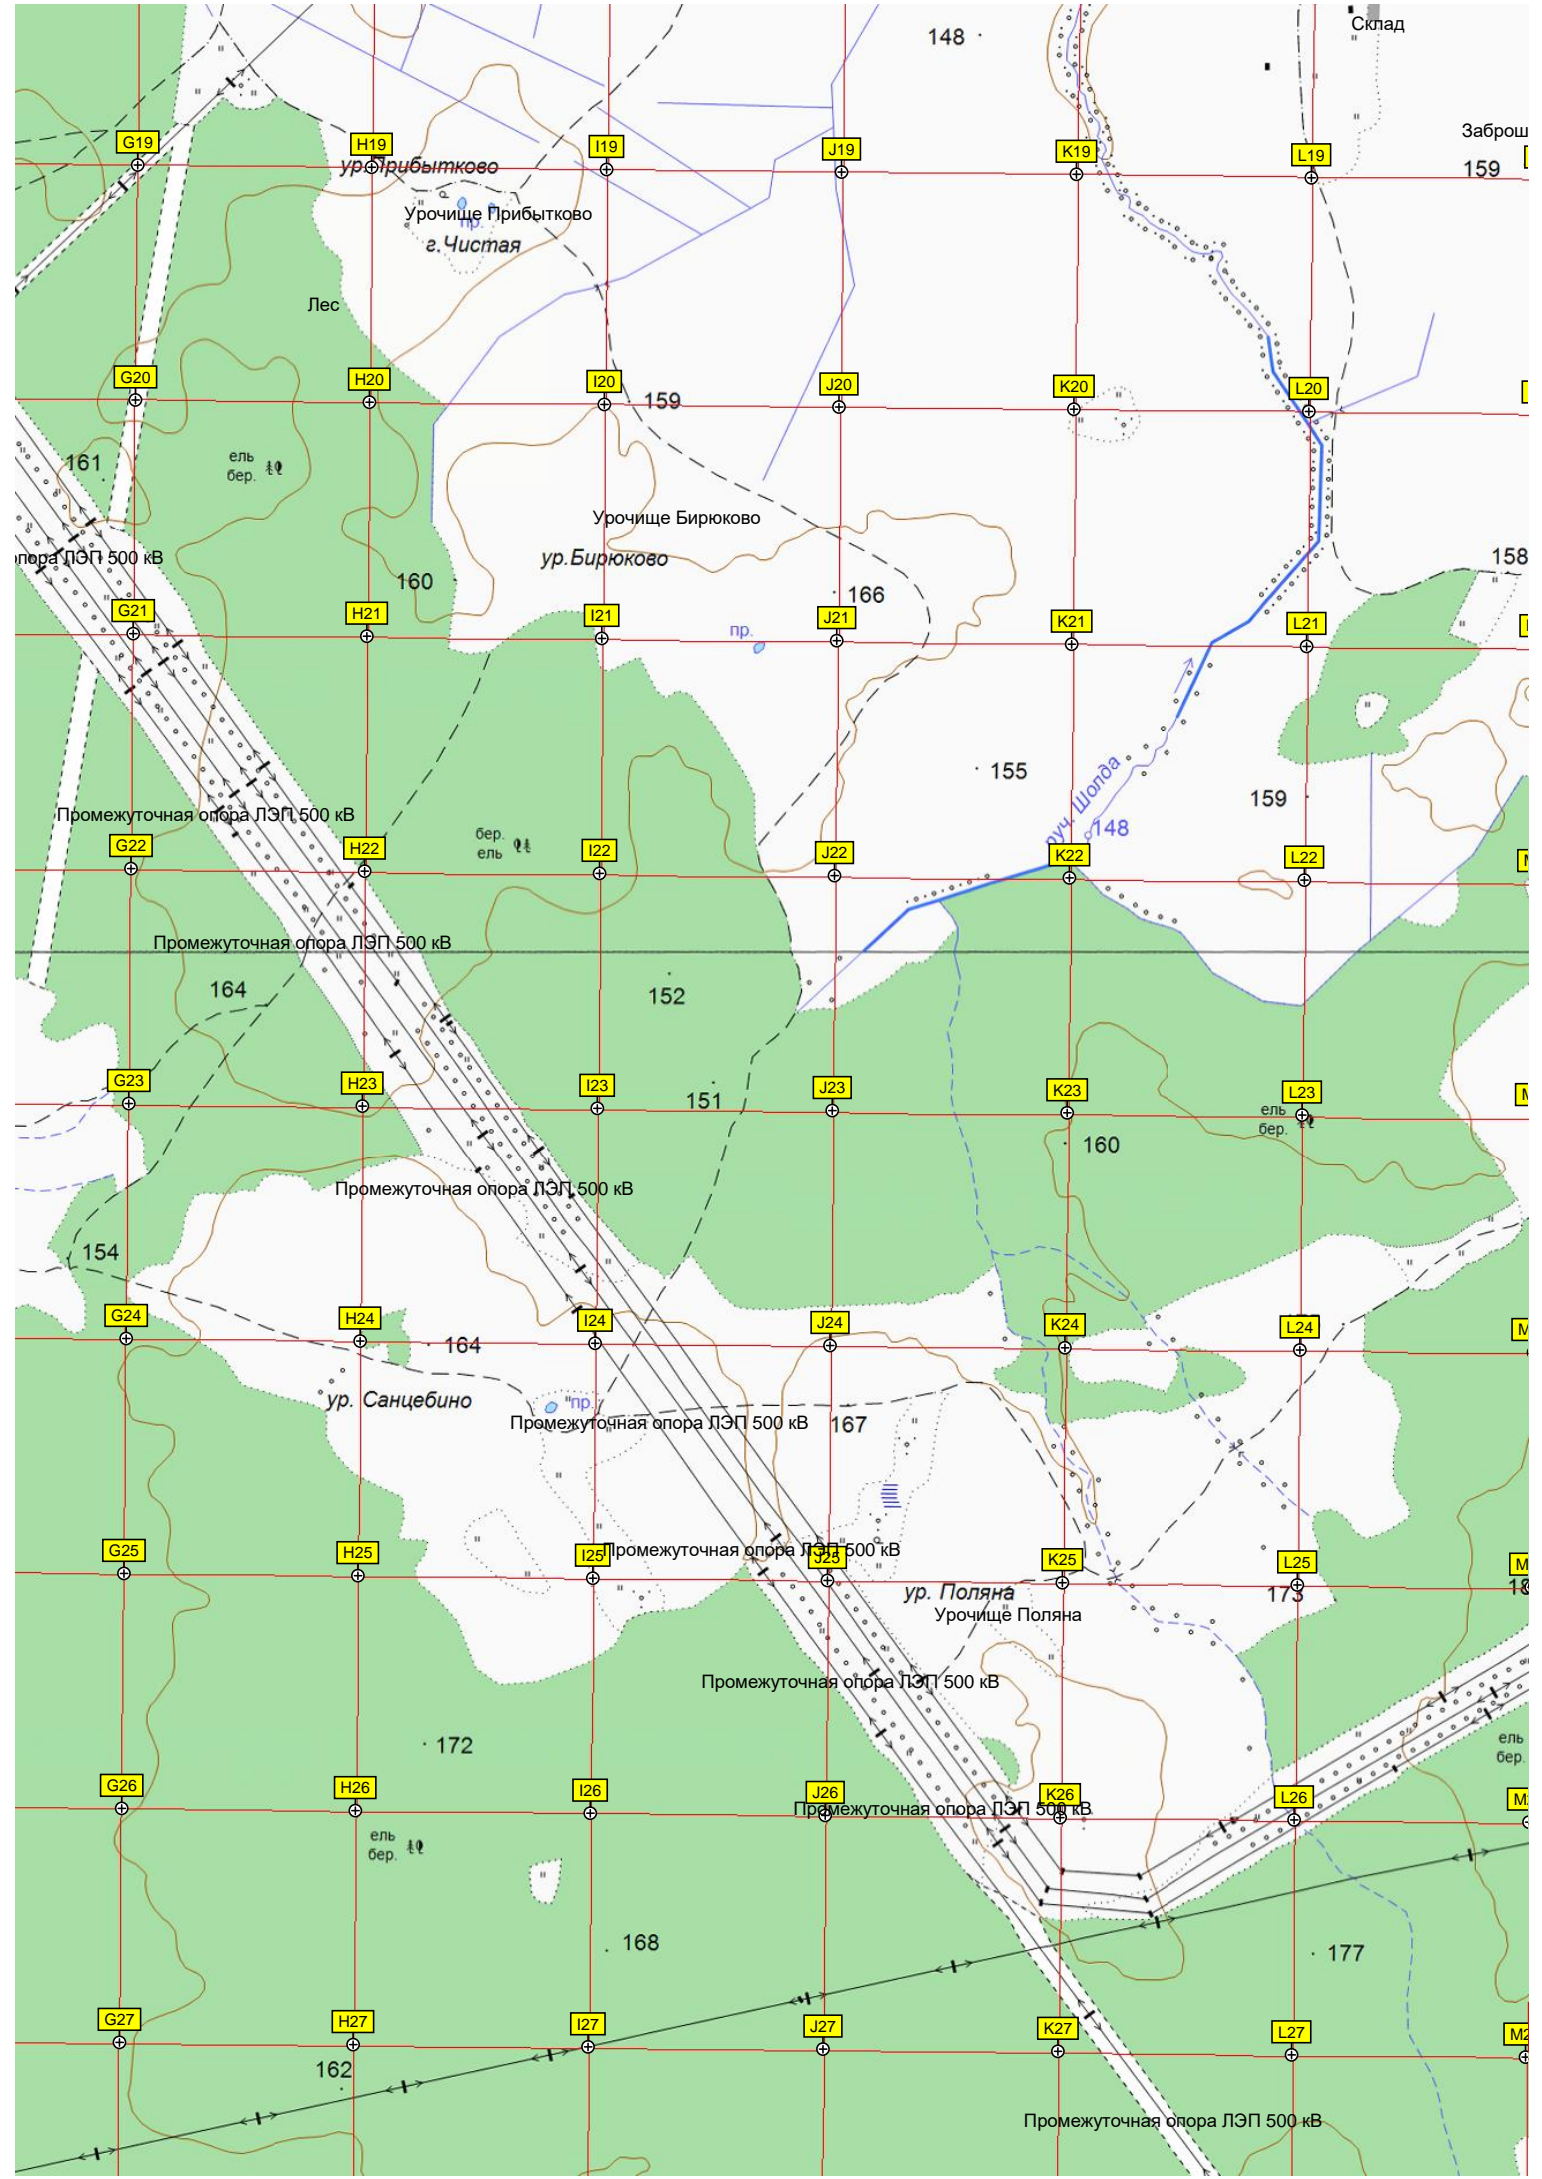 Склад
148
Заброш
G19
H19
I19
J19
K19
L19
159
ур.Прибытково
Урочище Прибытково
пр.
г.Чистая
Лес
G20
H20
I20
J20
K20
L20
159
161
ель
бер.
Урочище Бирюково
опора ЛЭП 500 кВ
ур.Бирюково
158
160
166
G21
H21
I21
J21
K21
L21
пр.
155
159
руч. Шолда
148
Промежуточная опора ЛЭП 500 кВ
бер.
ель
G22
H22
I22
J22
K22
L22
Промежуточная опора ЛЭП 500 кВ
164
152
G23
H23
I23
J23
K23
L23
151
ель
бер.
160
Промежуточная опора ЛЭП 500 кВ
154
G24
H24
I24
J24
K24
L24
164
ур. Санцебино
пр.
Промежуточная опора ЛЭП 500 кВ
167
G25
H25
I25
Промежуточная опора ЛЭП 500 кВ
J25
K25
L25
ур. Поляна
173
Урочище Поляна
Промежуточная опора ЛЭП 500 кВ
172
ель
бер.
G26
H26
I26
J26
K26
L26
Промежуточная опора ЛЭП 500 кВ
ель
бер.
168
177
G27
H27
I27
J27
K27
L27
162
Промежуточная опора ЛЭП 500 кВ